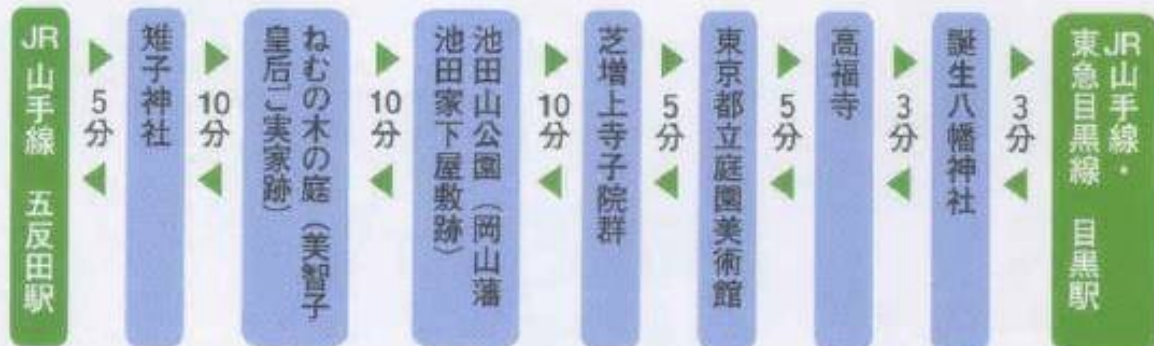 JR山手線・
東急目黒線 目黒駅
3分
誕生八幡神社
3分
高福寺
5分
東京都立庭園美術館
5分
芝増上寺子院群
10分
池田山公園(岡山藩
池田家下屋敷跡)
10分
ねむの木の庭(美智子
皇后ご実家跡)
10分
雉子神社
5分
JR 山手線 五反田駅